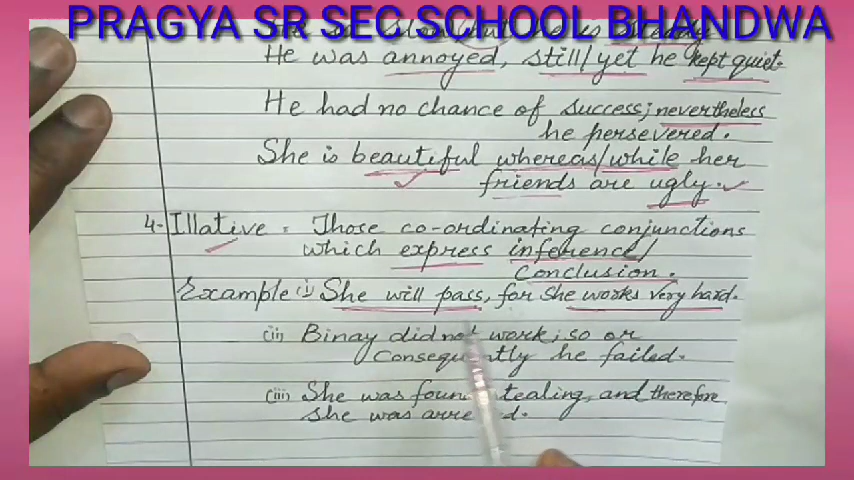 PRAGYA SR SEC SCHOOL BHANDWA
steady
He was annoyed, still/yet he kept quiet.
He had no chance of success; nevertheless
he persevered.
She is beautiful whereas/while her
friends are ugly.
4- Illative = Those co-ordinating conjunctions
which express inference/
Conclusion.
Example (i) She will pass, for she works very hard.
(ii) Binay did not work; so or
Consequently he failed.
(iii) She was found stealing, and therefore
she was arrested.